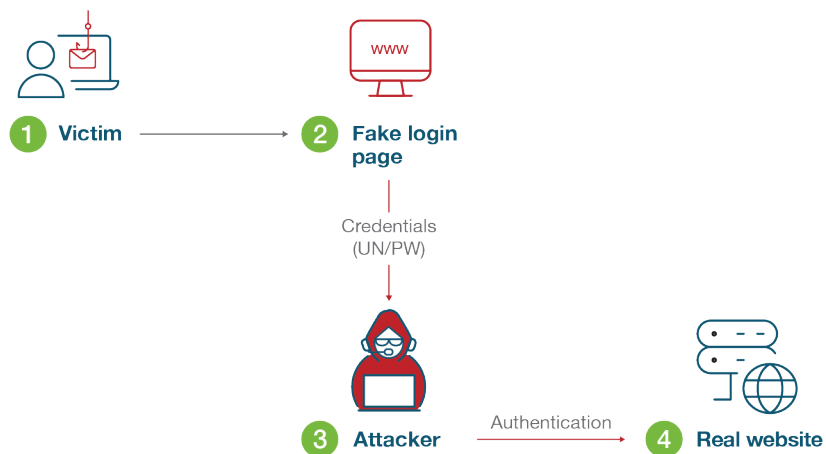 www
1 Victim
2 Fake login
page
Credentials
(UN/PW)
3 Attacker
Authentication
4 Real website